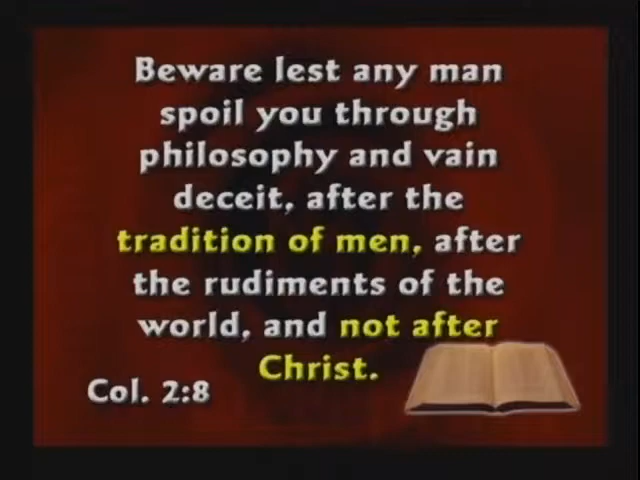 Beware lest any man
spoil you through
philosophy and vain
deceit, after the
tradition of men, after
the rudiments of the
world, and not after
Christ.
Col. 2:8